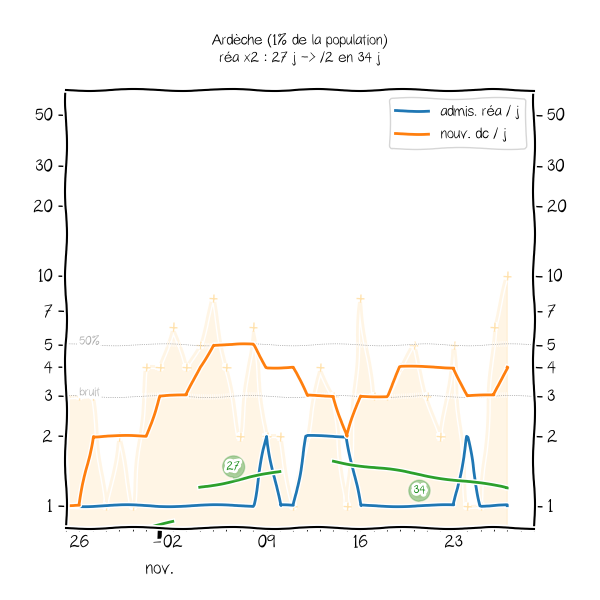 Ardèche (1% de la population)
réa x2 : 27 j -> /2 en 34 j
admis. réa / j
nouv. dc / j
50 50
30 30
20 20
10 10
7 7
50%
5 5
4 4
bruit
3 3
2 2
27
34
1 1
26 02 09 16 23
nov.